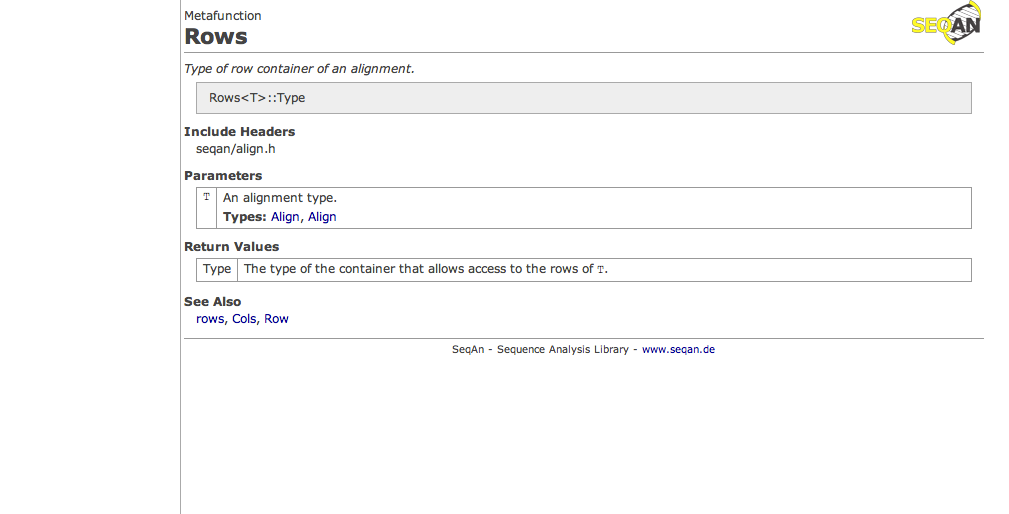 Metafunction
SEQAN
Rows
Type of row container of an alignment.
Rows<T>::Type
Include Headers
seqan/align.h
Parameters
T An alignment type.
Types: Align, Align
Return Values
Type The type of the container that allows access to the rows of T.
See Also
rows, Cols, Row
SeqAn - Sequence Analysis Library - www.seqan.de